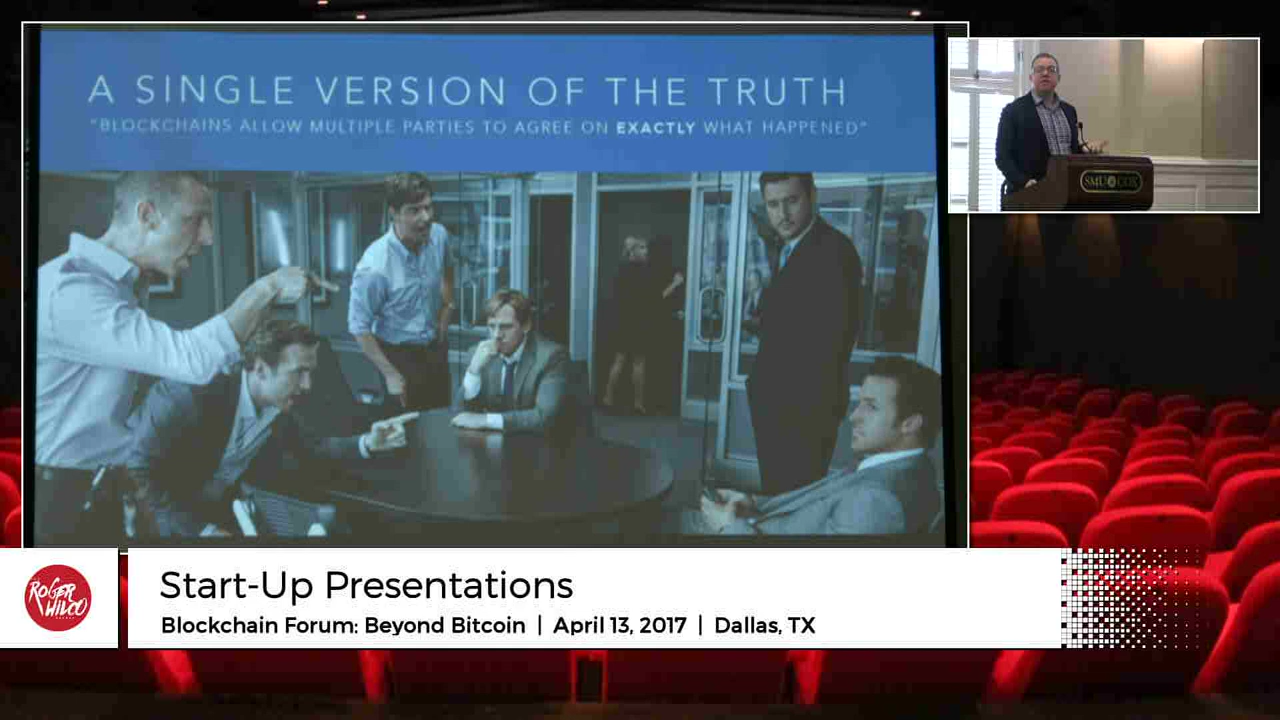 A SINGLE VERSION OF THE TRUTH
"BLOCKCHAINS ALLOW MULTIPLE PARTIES TO AGREE ON EXACTLY WHAT HAPPENED"
SMU COX
ROGER
WILCO
Start-Up Presentations
Blockchain Forum: Beyond Bitcoin | April 13, 2017 | Dallas, TX